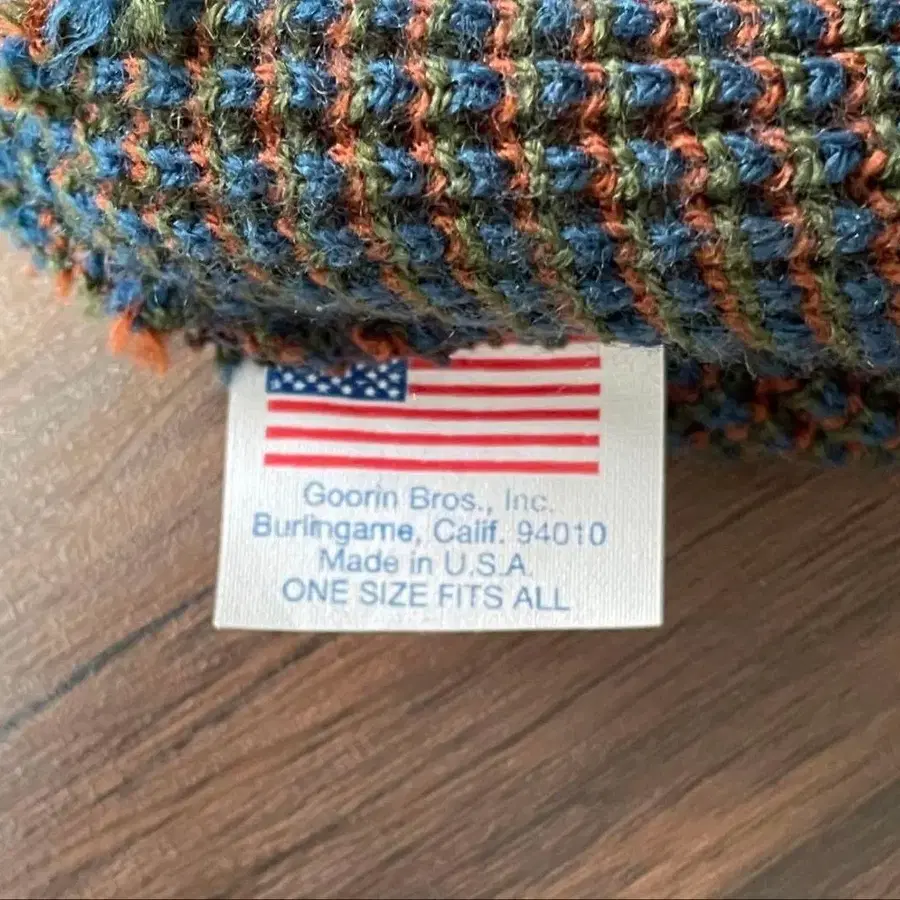 Goorin Bros., Inc.
Burlingame, Calif. 94010
Made in U.S.A.
ONE SIZE FITS ALL